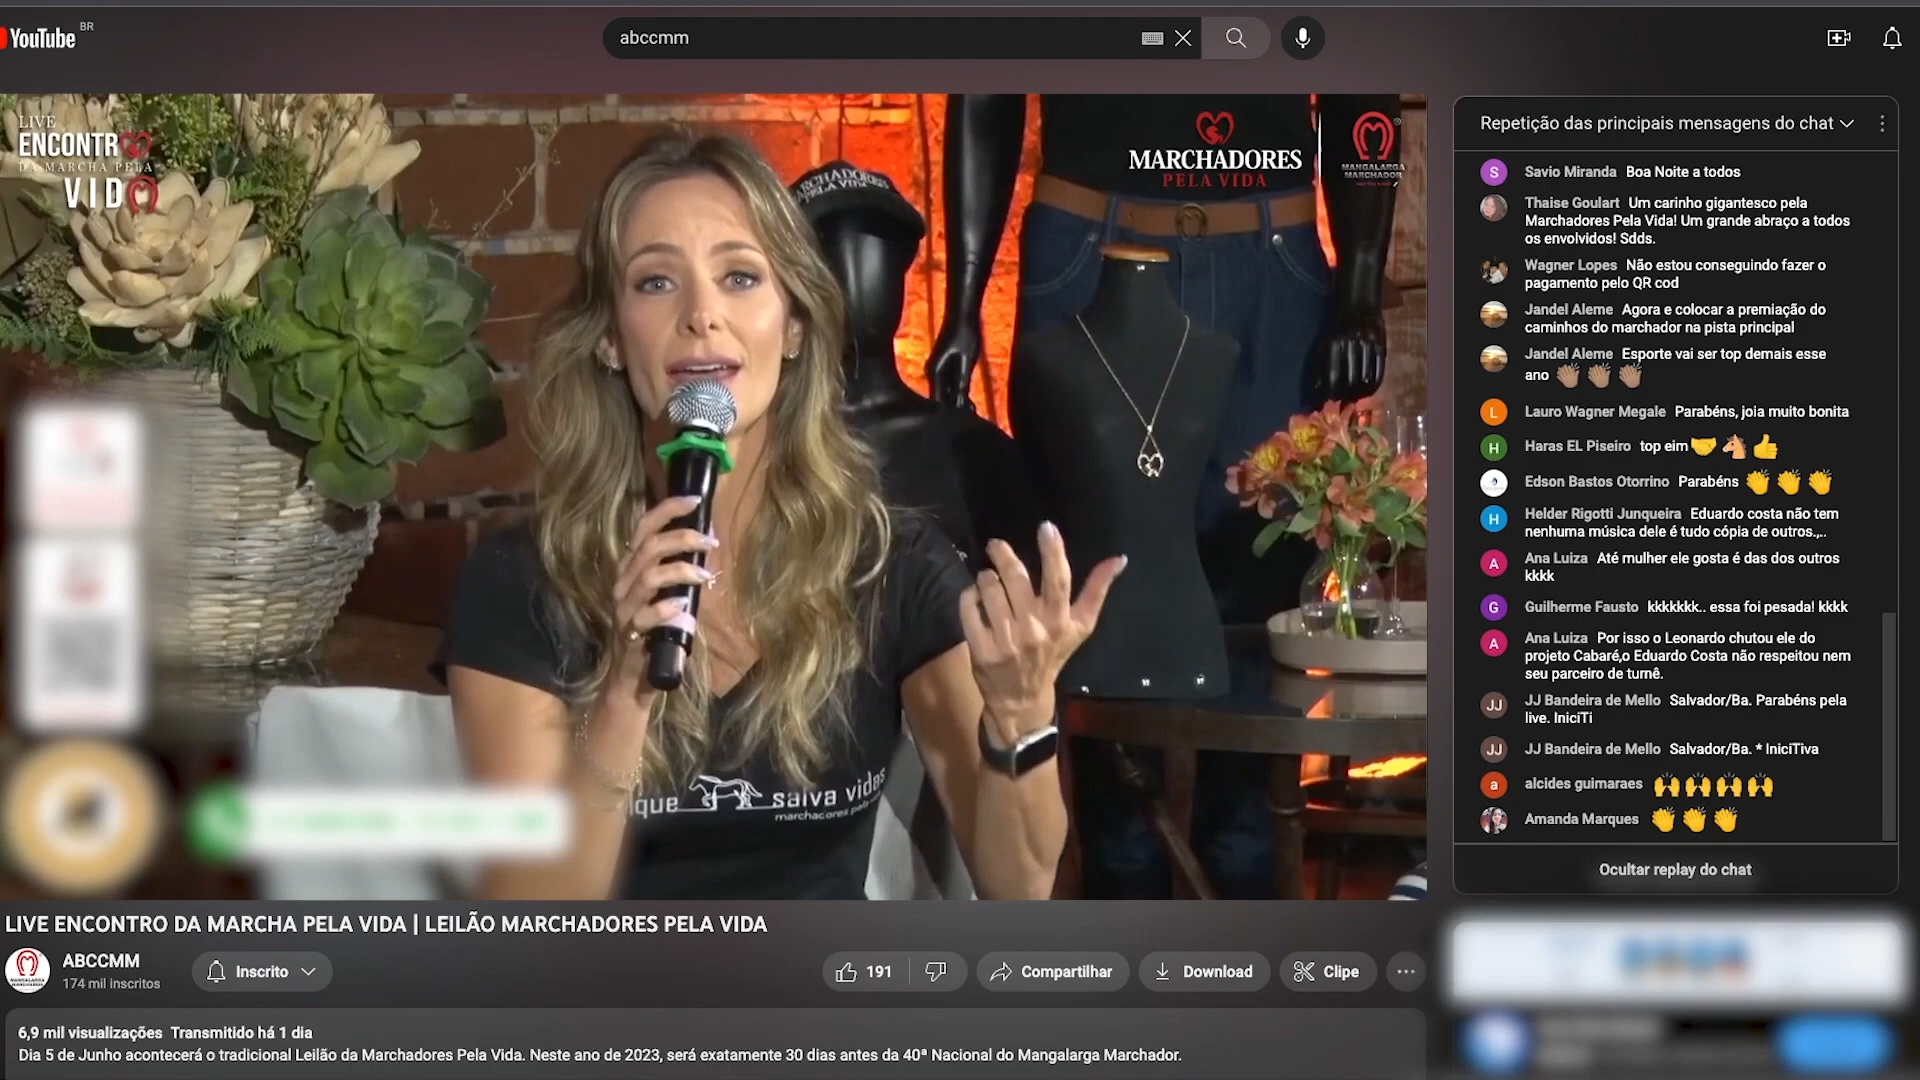 YouTube BR
abccmm
LIVE
ENCONTRO
DA MARCHA PELA
VIDA
MARCHADORES
PELA VIDA
MANGALARGA
MARCHADOR
MARCHADORES
PELA VIDA
que salva vidas
marchadores pela
Repetição das principais mensagens do chat
S Savio Miranda Boa Noite a todos
Thaise Goulart Um carinho gigantesco pela
Marchadores Pela Vida! Um grande abraço a todos
os envolvidos! Sdds.
Wagner Lopes Não estou conseguindo fazer o
pagamento pelo QR cod
Jandel Aleme Agora e colocar a premiação do
caminhos do marchador na pista principal
Jandel Aleme Esporte vai ser top demais esse
ano 👏🏽👏🏽👏🏽
L Lauro Wagner Megale Parabéns, joia muito bonita
H Haras EL Piseiro top eim🤝🐴👍
Edson Bastos Otorrino Parabéns 👏👏👏
H Helder Rigotti Junqueira Eduardo costa não tem
nenhuma música dele é tudo cópia de outros.,..
A Ana Luiza Até mulher ele gosta é das dos outros
kkkk
G Guilherme Fausto kkkkkkk.. essa foi pesada! kkkk
A Ana Luiza Por isso o Leonardo chutou ele do
projeto Cabaré,o Eduardo Costa não respeitou nem
seu parceiro de turnê.
JJ JJ Bandeira de Mello Salvador/Ba. Parabéns pela
live. IniciTi
JJ JJ Bandeira de Mello Salvador/Ba. * IniciTiva
a alcides guimaraes 🙌🙌🙌🙌
Amanda Marques 👏👏👏
Ocultar replay do chat
LIVE ENCONTRO DA MARCHA PELA VIDA | LEILÃO MARCHADORES PELA VIDA
ABCCMM
174 mil inscritos
Inscrito
191
Compartilhar
Download
Clipe
6,9 mil visualizações Transmitido há 1 dia
Dia 5 de Junho acontecerá o tradicional Leilão da Marchadores Pela Vida. Neste ano de 2023, será exatamente 30 dias antes da 40ª Nacional do Mangalarga Marchador.